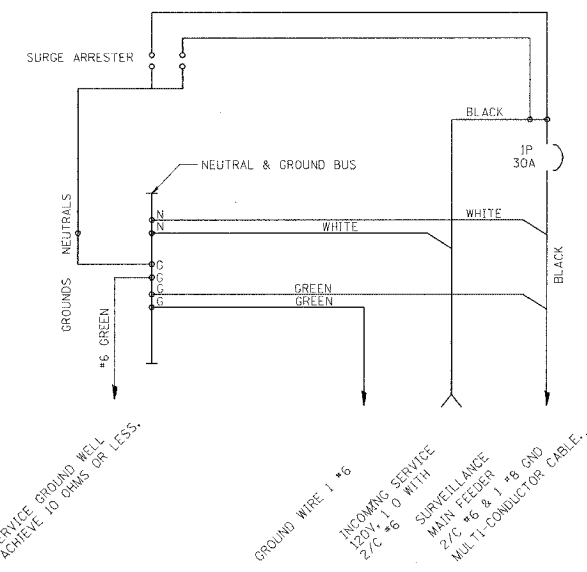 SURGE ARRESTER
BLACK
1P
30A
NEUTRAL & GROUND BUS
NEUTRALS
GROUNDS
N
WHITE
N
WHITE
BLACK
G
G
G
GREEN
G
GREEN
#6 GREEN
SERVICE GROUND WELL
ACHIEVE 10 OHMS OR LESS.
GROUND WIRE 1 #6
INCOMING SERVICE
120V, 1 O WITH
2/C #6
SURVEILLANCE
MAIN FEEDER
2/C #6 & 1 #8 GND
MULTI-CONDUCTOR CABLE.